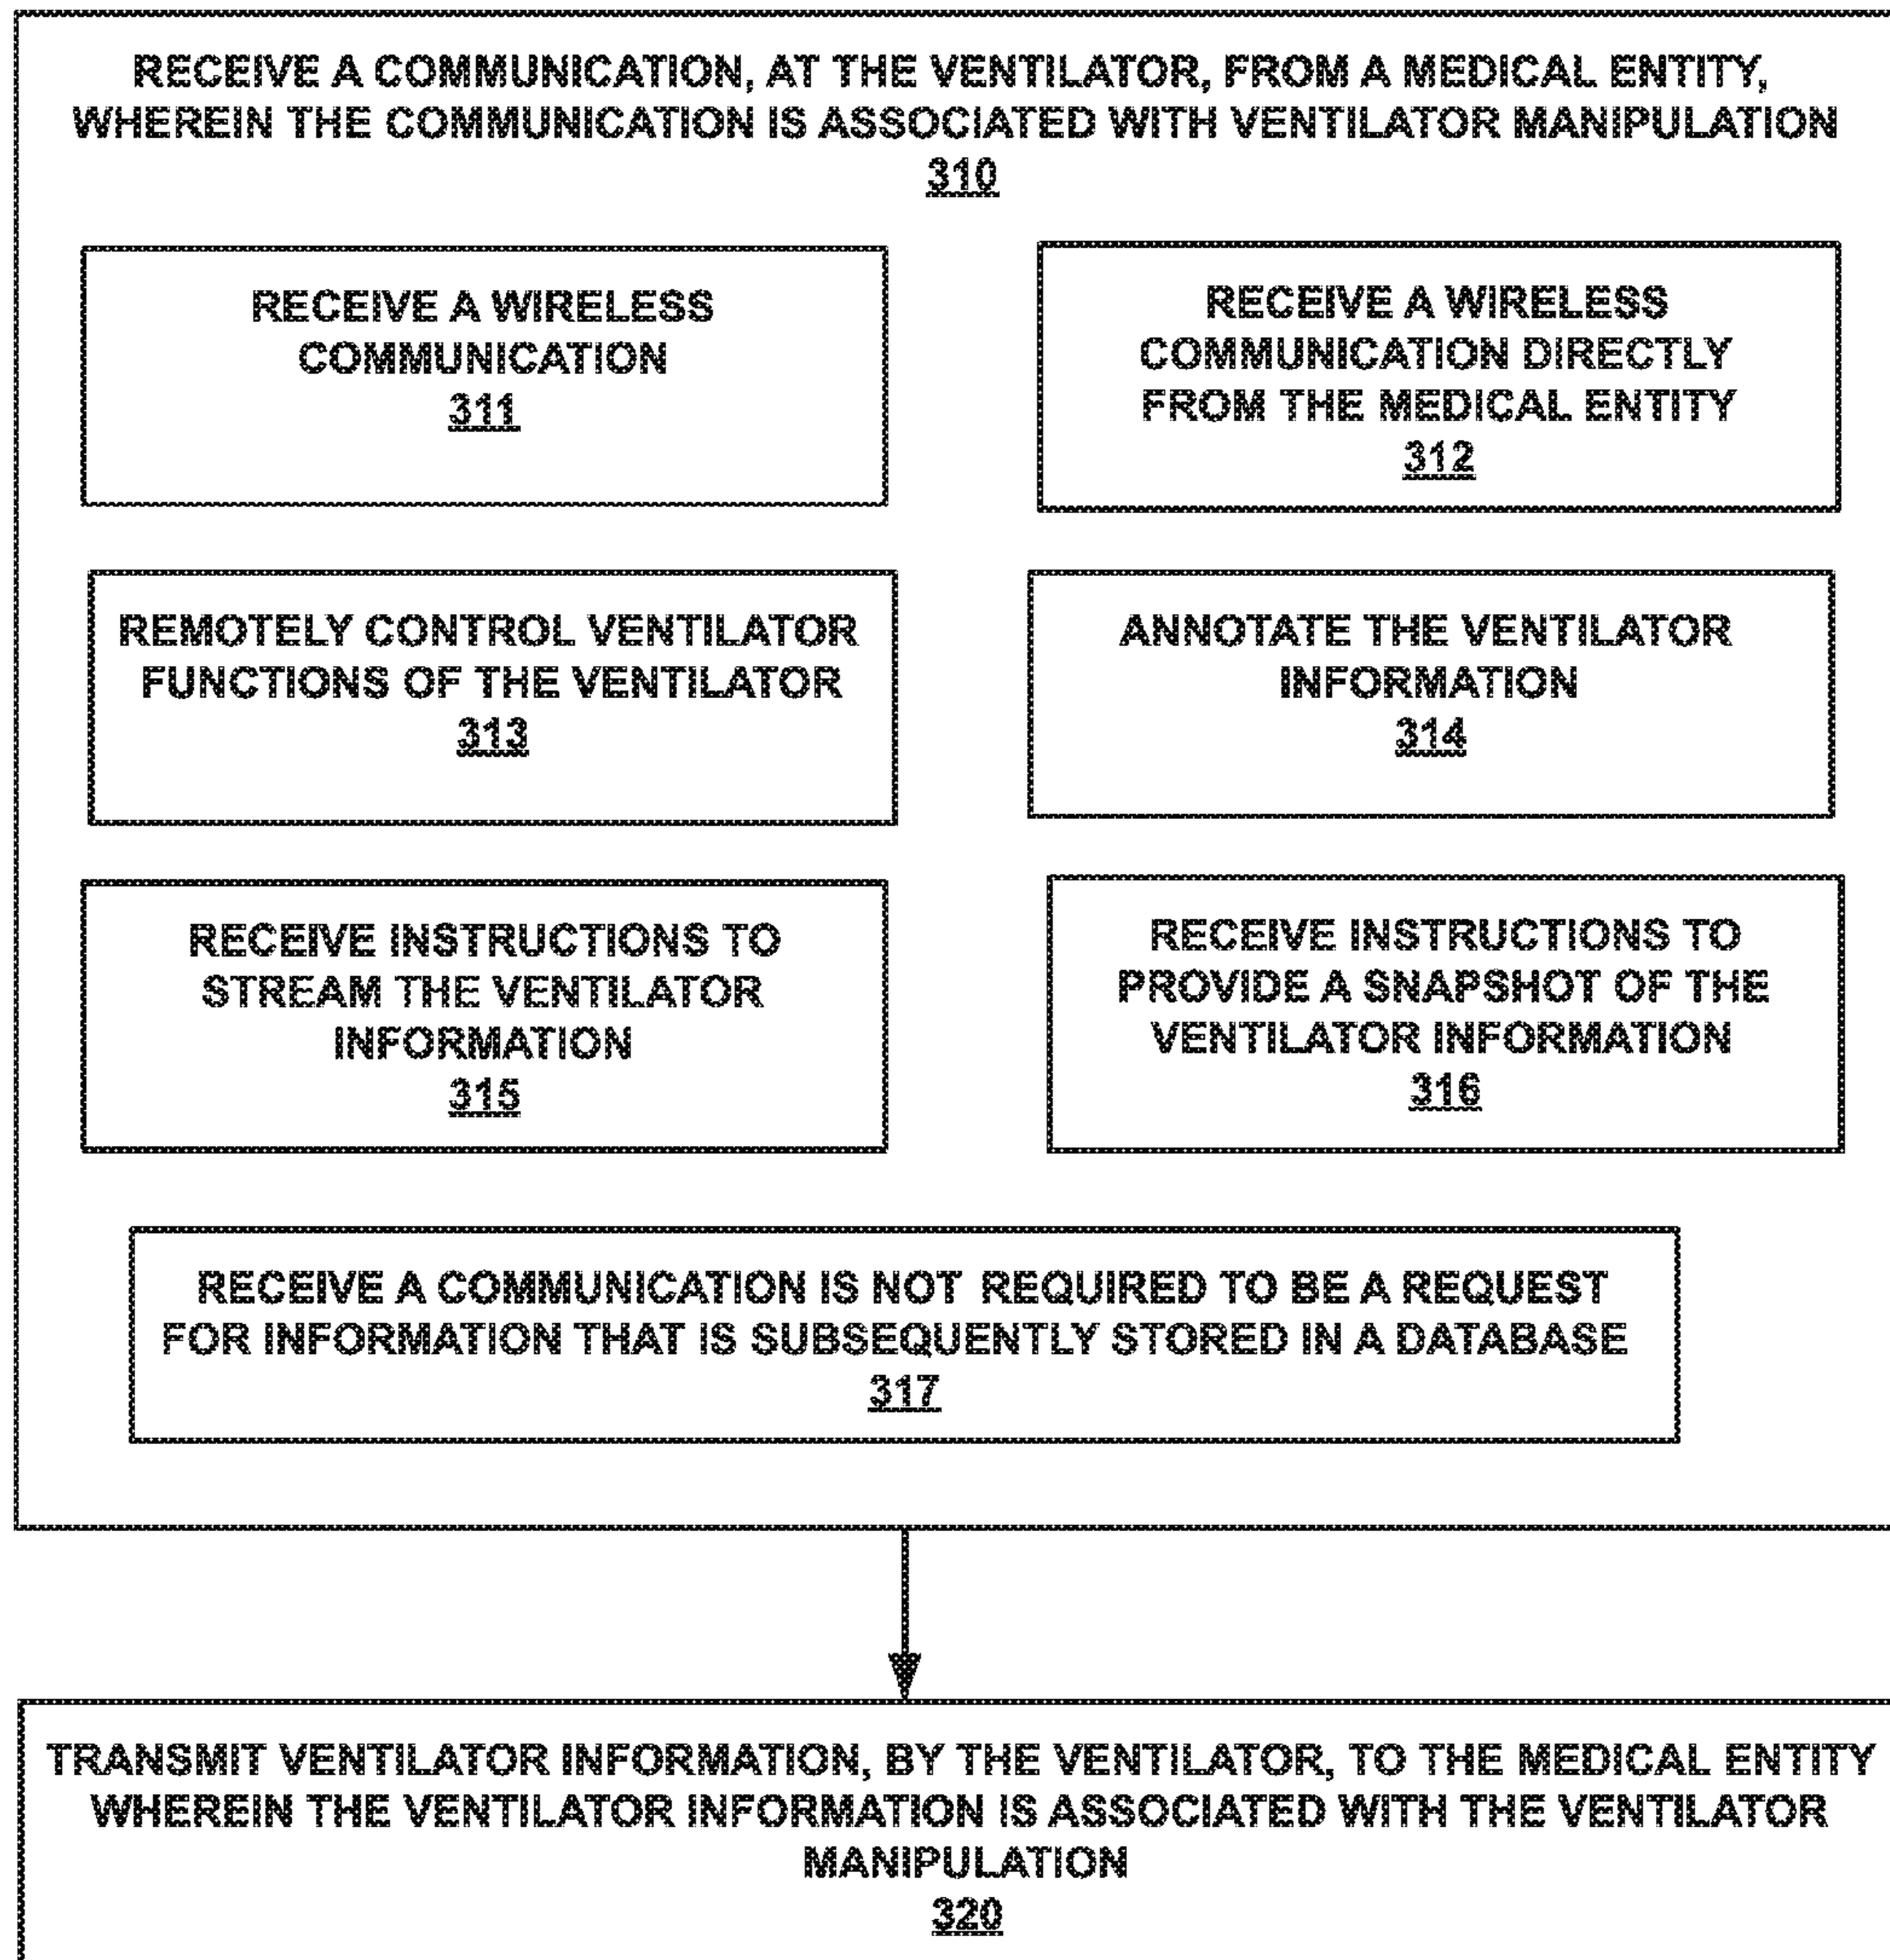 RECEIVE A COMMUNICATION, AT THE VENTILATOR, FROM A MEDICAL ENTITY,
WHEREIN THE COMMUNICATION IS ASSOCIATED WITH VENTILATOR MANIPULATION
310
RECEIVE A WIRELESS
COMMUNICATION
311
RECEIVE A WIRELESS
COMMUNICATION DIRECTLY
FROM THE MEDICAL ENTITY
312
REMOTELY CONTROL VENTILATOR
FUNCTIONS OF THE VENTILATOR
313
ANNOTATE THE VENTILATOR
INFORMATION
314
RECEIVE INSTRUCTIONS TO
STREAM THE VENTILATOR
INFORMATION
315
RECEIVE INSTRUCTIONS TO
PROVIDE A SNAPSHOT OF THE
VENTILATOR INFORMATION
316
RECEIVE A COMMUNICATION IS NOT REQUIRED TO BE A REQUEST
FOR INFORMATION THAT IS SUBSEQUENTLY STORED IN A DATABASE
317
TRANSMIT VENTILATOR INFORMATION, BY THE VENTILATOR, TO THE MEDICAL ENTITY
WHEREIN THE VENTILATOR INFORMATION IS ASSOCIATED WITH THE VENTILATOR
MANIPULATION
320